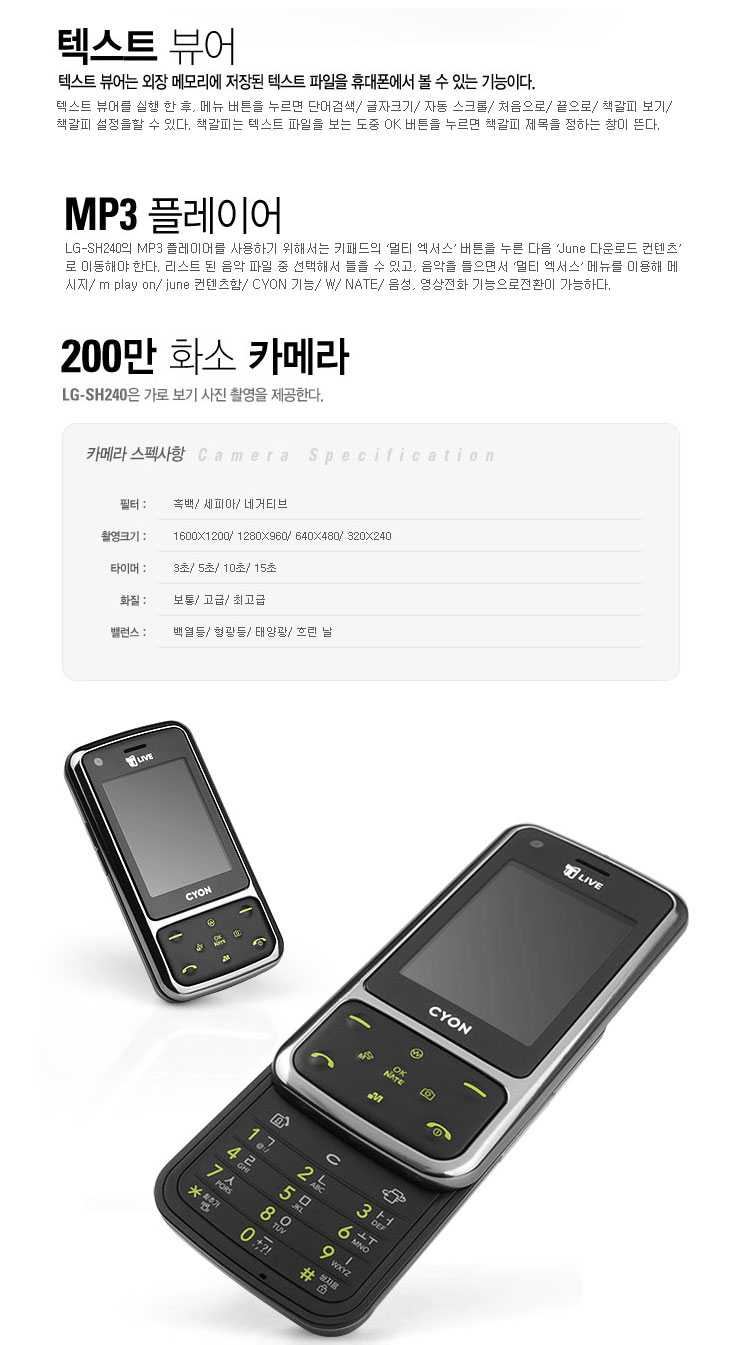 텍스트 뷰어
텍스트 뷰어는 외장 메모리에 저장된 텍스트 파일을 휴대폰에서 볼 수 있는 기능이다.
텍스트 뷰어를 실행 한 후, 메뉴 버튼을 누르면 단어검색/ 글자크기/ 자동 스크롤/ 처음으로/ 끝으로/ 책갈피 보기/
책갈피 설정을할 수 있다. 책갈피는 텍스트 파일을 보는 도중 OK 버튼을 누르면 책갈피 제목을 정하는 창이 뜬다.
MP3 플레이어
LG-SH240의 MP3 플레이어를 사용하기 위해서는 키패드의 '멀티 엑서스' 버튼을 누른 다음 'June 다운로드 컨텐츠'
로 이동해야 한다. 리스트 된 음악 파일 중 선택해서 들을 수 있고, 음악을 들으면서 '멀티 엑서스' 메뉴를 이용해 메
시지/ m play on/ june 컨텐츠함/ CYON 기능/ W/ NATE/ 음성, 영상전화 기능으로전환이 가능하다.
200만 화소 카메라
LG-SH240은 가로 보기 사진 촬영을 제공한다.
카메라 스펙사항 Camera Specification
필터 : 흑백/ 세피아/ 네거티브
촬영크기 : 1600X1200/ 1280X960/ 640X480/ 320X240
타이머 : 3초/ 5초/ 10초/ 15초
화질 : 보통/ 고급/ 최고급
밸런스 : 백열등/ 형광등/ 태양광/ 흐린 날
LIVE
CYON
OK
NATE
LIVE
CYON
OK
NATE
1 ㄱ @:/
2 ㄴ ABC
3 ㅏㅓ DEF
4 ㄹ GHI
5 ㅁ JKL
6 ㅗㅜ MNO
7 ㅅ PQRS
8 ㅇ TUV
9 ㅣ WXYZ
* 획추가
0 ㅡ .,?!
# 쌍자음